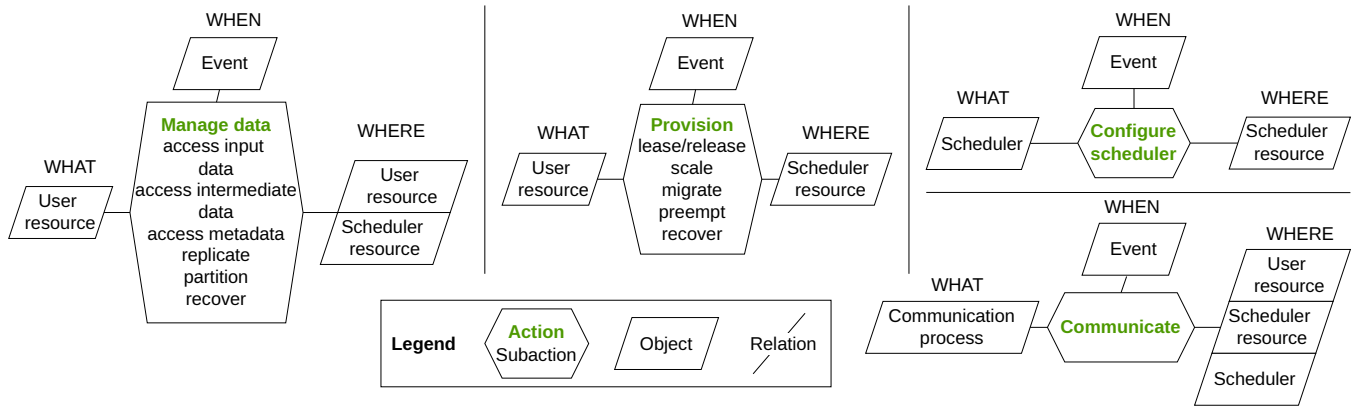 WHEN
Event
Manage data
access input
data
access intermediate
data
access metadata
replicate
partition
recover
WHAT
User
resource
WHERE
User
resource
Scheduler
resource
WHEN
Event
Provision
lease/release
scale
migrate
preempt
recover
WHAT
User
resource
WHERE
Scheduler
resource
WHEN
Event
WHAT
Scheduler
Configure
scheduler
WHERE
Scheduler
resource
WHEN
Event
WHAT
Communication
process
Communicate
WHERE
User
resource
Scheduler
resource
Scheduler
Legend
Action
Subaction
Object
Relation